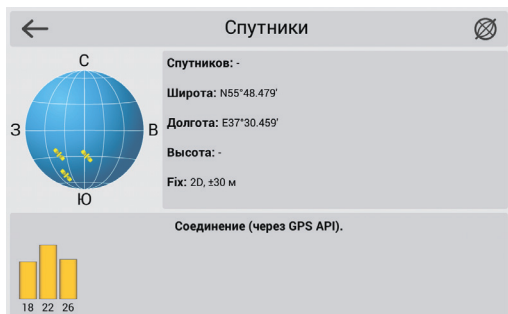 Спутники
С
З
В
Ю
Спутников: -
Широта: N55°48.479'
Долгота: E37°30.459'
Высота: -
Fix: 2D, ±30 м
Соединение (через GPS API).
18 22 26